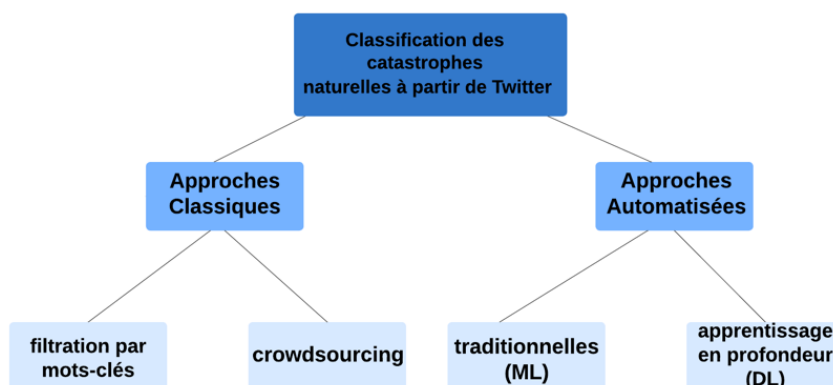 Classification des
catastrophes
naturelles à partir de Twitter
Approches
Classiques
Approches
Automatisées
filtration par
mots-clés
crowdsourcing
traditionnelles
(ML)
apprentissage
en profondeur
(DL)